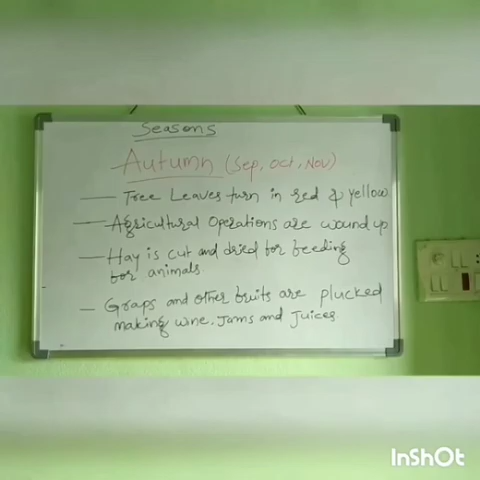 Seasons
Autumn (Sep, Oct, Nov)
— Tree Leaves turn in red & yellow
— Agricultural Operations are wound up
— Hay is cut and dried for feeding
for animals
— Graps and other fruits are plucked
making wine, Jams and Juices
InShOt